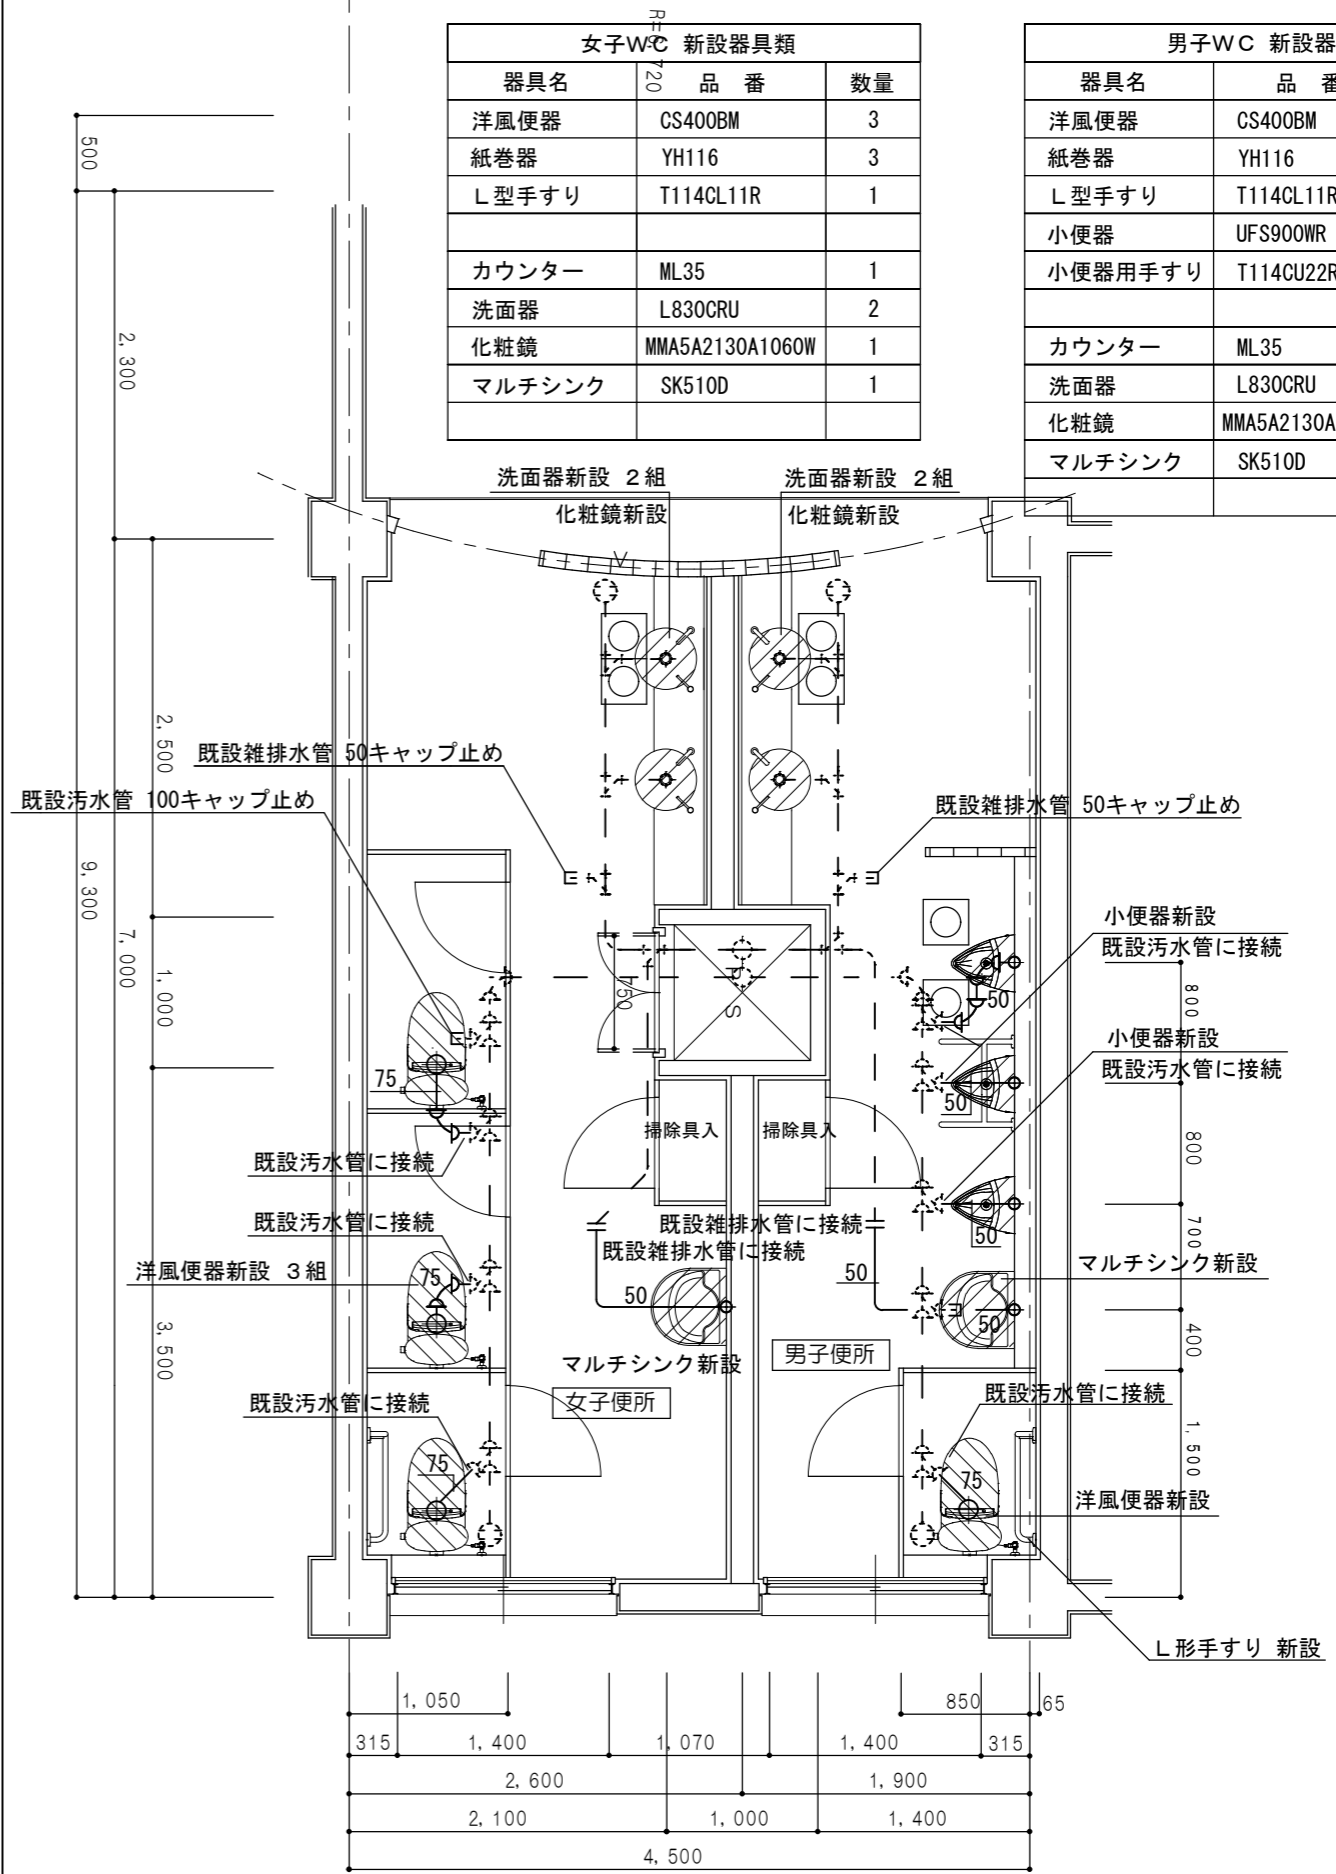 女子WC 新設器具類
器具名 品 番 数量
洋風便器 CS400BM 3
紙巻器 YH116 3
L型手すり T114CL11R 1
カウンター ML35 1
洗面器 L830CRU 2
化粧鏡 MMA5A2130A1060W 1
マルチシンク SK510D 1
男子WC 新設器
器具名 品
洋風便器 CS400BM
紙巻器 YH116
L型手すり T114CL11R
小便器 UFS900WR
小便器用手すり T114CU22R
カウンター ML35
洗面器 L830CRU
化粧鏡 MMA5A2130A
マルチシンク SK510D
500
2,300
2,500
9,300
7,000
1,000
3,500
洗面器新設 2組
化粧鏡新設
洗面器新設 2組
化粧鏡新設
既設雑排水管 50キャップ止め
既設汚水管 100キャップ止め
既設雑排水管 50キャップ止め
小便器新設
既設汚水管に接続
小便器新設
既設汚水管に接続
750
S
50
50
50
75
掃除具入
掃除具入
既設汚水管に接続
既設汚水管に接続
洋風便器新設 3組
75
既設雑排水管に接続
既設雑排水管に接続
50
50
50
マルチシンク新設
マルチシンク新設
男子便所
女子便所
既設汚水管に接続
75
既設汚水管に接続
75
洋風便器新設
L形手すり 新設
800
800
700
400
1,500
1,050
850
65
315
1,400
1,070
1,400
315
2,600
1,900
2,100
1,000
1,400
4,500